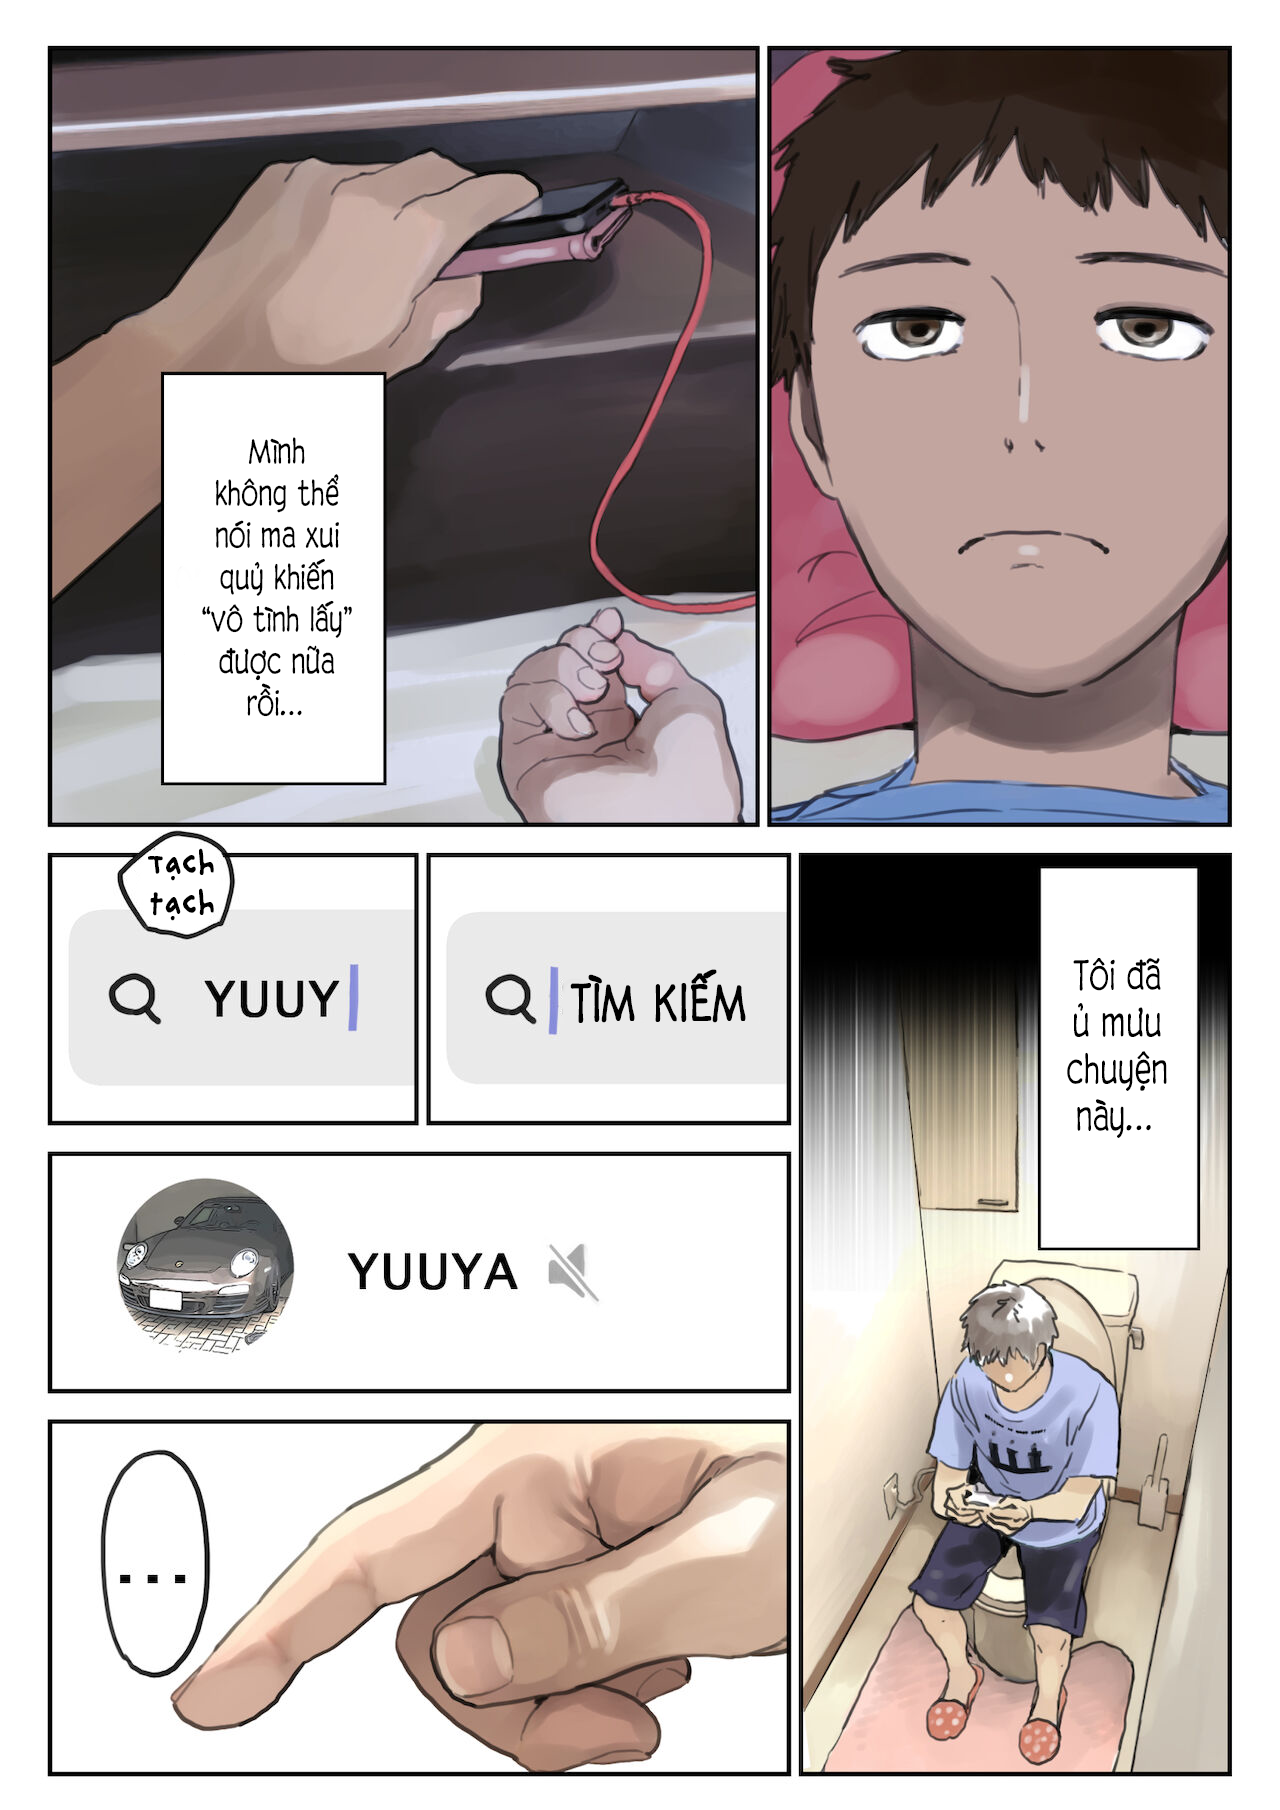 Mình
không thể
nói ma xui
quỷ khiến
“vô tình lấy”
được nữa
rồi...
Tôi đã
ủ mưu
chuyện
này...
TÌM KIẾM
Tạch
tạch
YUUY
YUUYA
...